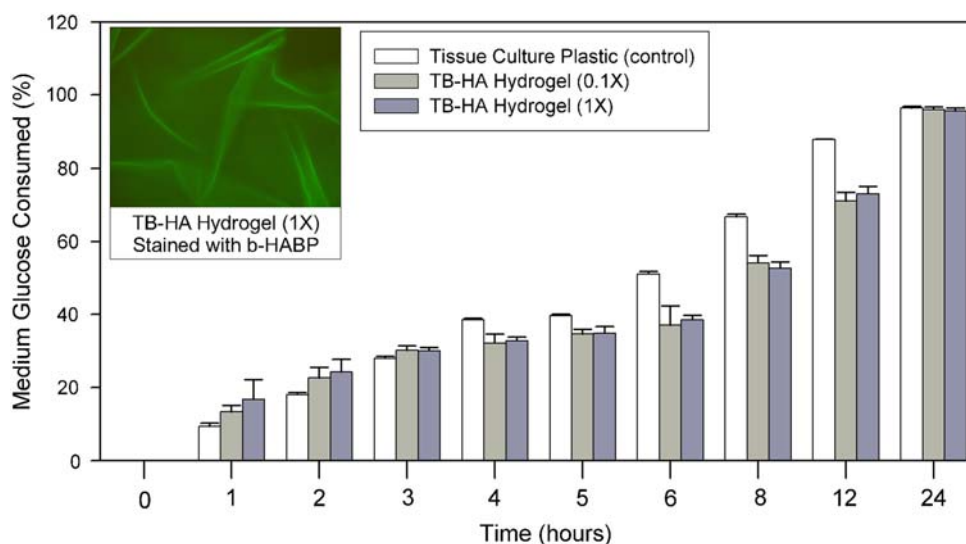 120
100
80
60
40
20
0
Medium Glucose Consumed (%)
TB-HA Hydrogel (1X)
Stained with b-HABP
Tissue Culture Plastic (control)
TB-HA Hydrogel (0.1X)
TB-HA Hydrogel (1X)
0 1 2 3 4 5 6 8 12 24
Time (hours)